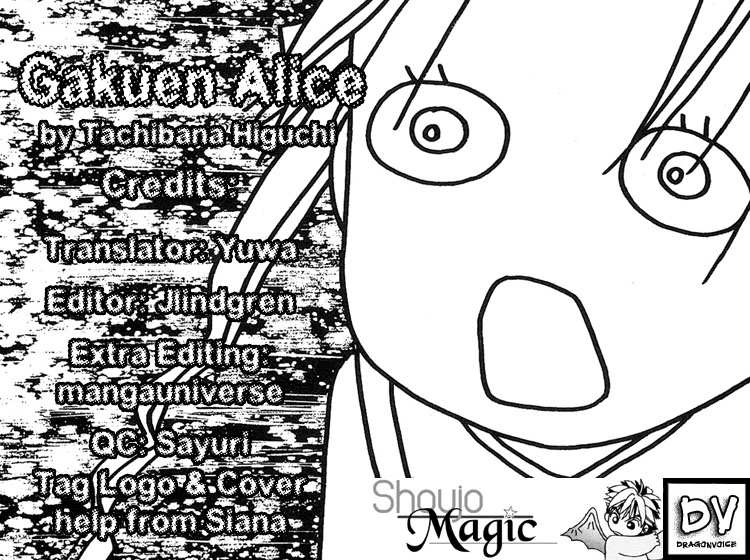 Gakuen Alice
by Tachibana Higuchi
Credits:
Translator: Yuwa
Editor: Jlindgren
Extra Editing:
mangauniverse
QC: Sayuri
Tag Logo & Cover
help from Slana
Shoujo
Magic
DV
DRAGONVOICE